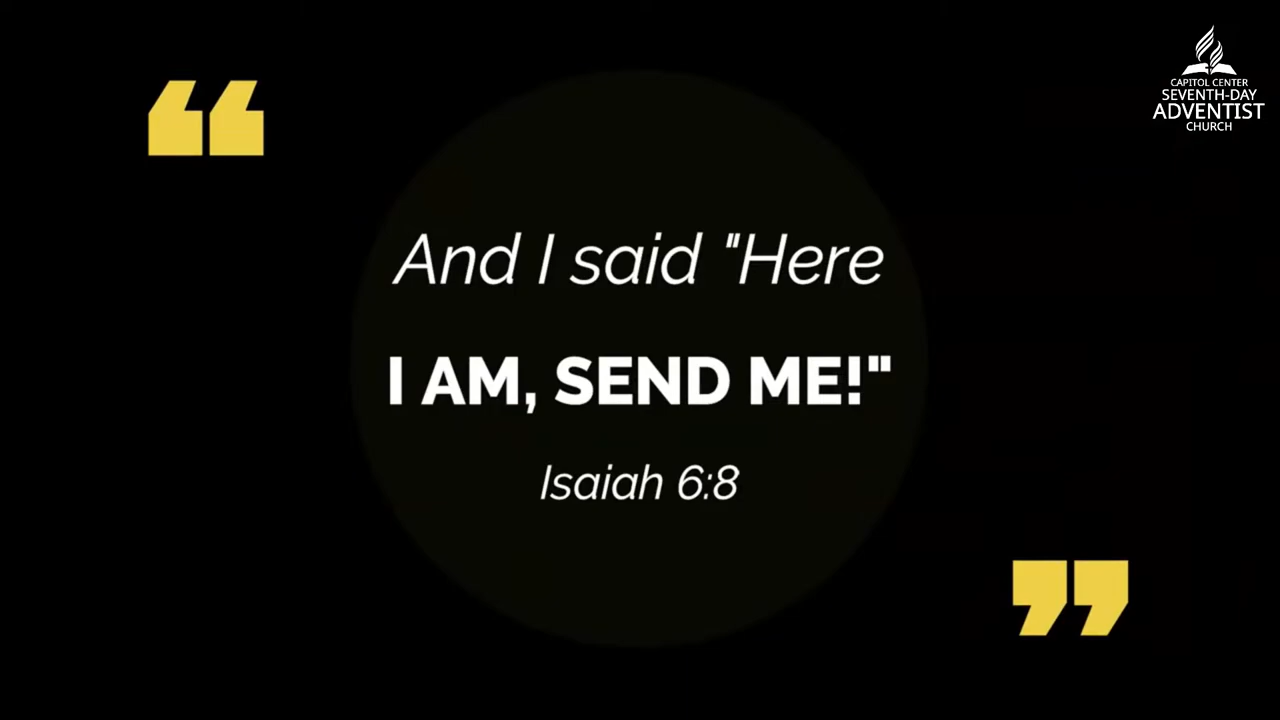 CAPITOL CENTER
SEVENTH-DAY
ADVENTIST
CHURCH
“
And I said "Here
I AM, SEND ME!"
Isaiah 6:8
”